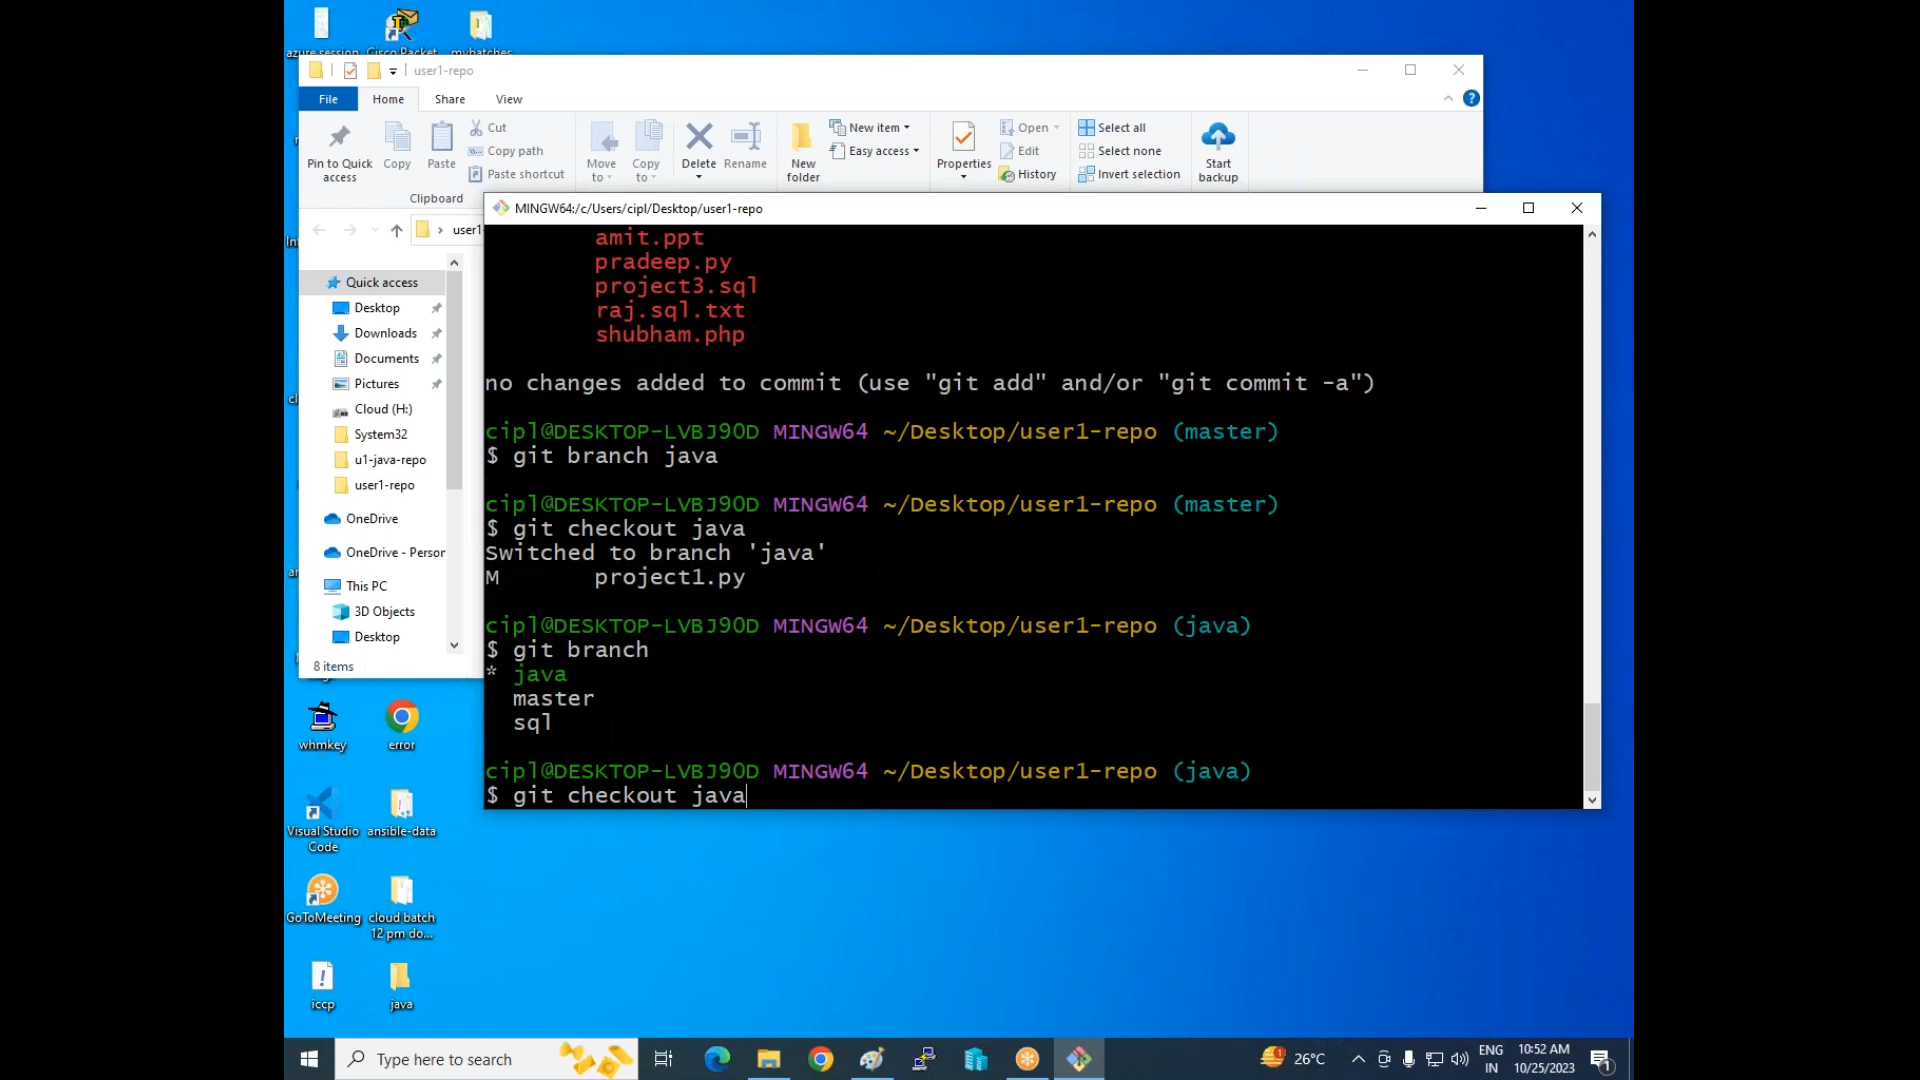 azure session Cisco Packet mybatches
user1-repo
File Home Share View
Cut
Copy path
Paste shortcut
Pin to Quick access
Copy
Paste
Move to
Copy to
Delete
Rename
New folder
New item
Easy access
Properties
Open
Edit
History
Select all
Select none
Invert selection
Start backup
Clipboard
MINGW64:/c/Users/cipl/Desktop/user1-repo
user1-
Quick access
Desktop
Downloads
Documents
Pictures
Cloud (H:)
System32
u1-java-repo
user1-repo
OneDrive
OneDrive - Person
This PC
3D Objects
Desktop
8 items
amit.ppt
pradeep.py
project3.sql
raj.sql.txt
shubham.php
no changes added to commit (use "git add" and/or "git commit -a")
cipl@DESKTOP-LVBJ9OD MINGW64 ~/Desktop/user1-repo (master)
$ git branch java
cipl@DESKTOP-LVBJ9OD MINGW64 ~/Desktop/user1-repo (master)
$ git checkout java
Switched to branch 'java'
M project1.py
cipl@DESKTOP-LVBJ9OD MINGW64 ~/Desktop/user1-repo (java)
$ git branch
* java
master
sql
cipl@DESKTOP-LVBJ9OD MINGW64 ~/Desktop/user1-repo (java)
$ git checkout java
whmkey
error
Visual Studio Code
ansible-data
GoToMeeting
cloud batch 12 pm do...
iccp
java
Type here to search
26°C
ENG
IN
10:52 AM
10/25/2023
1